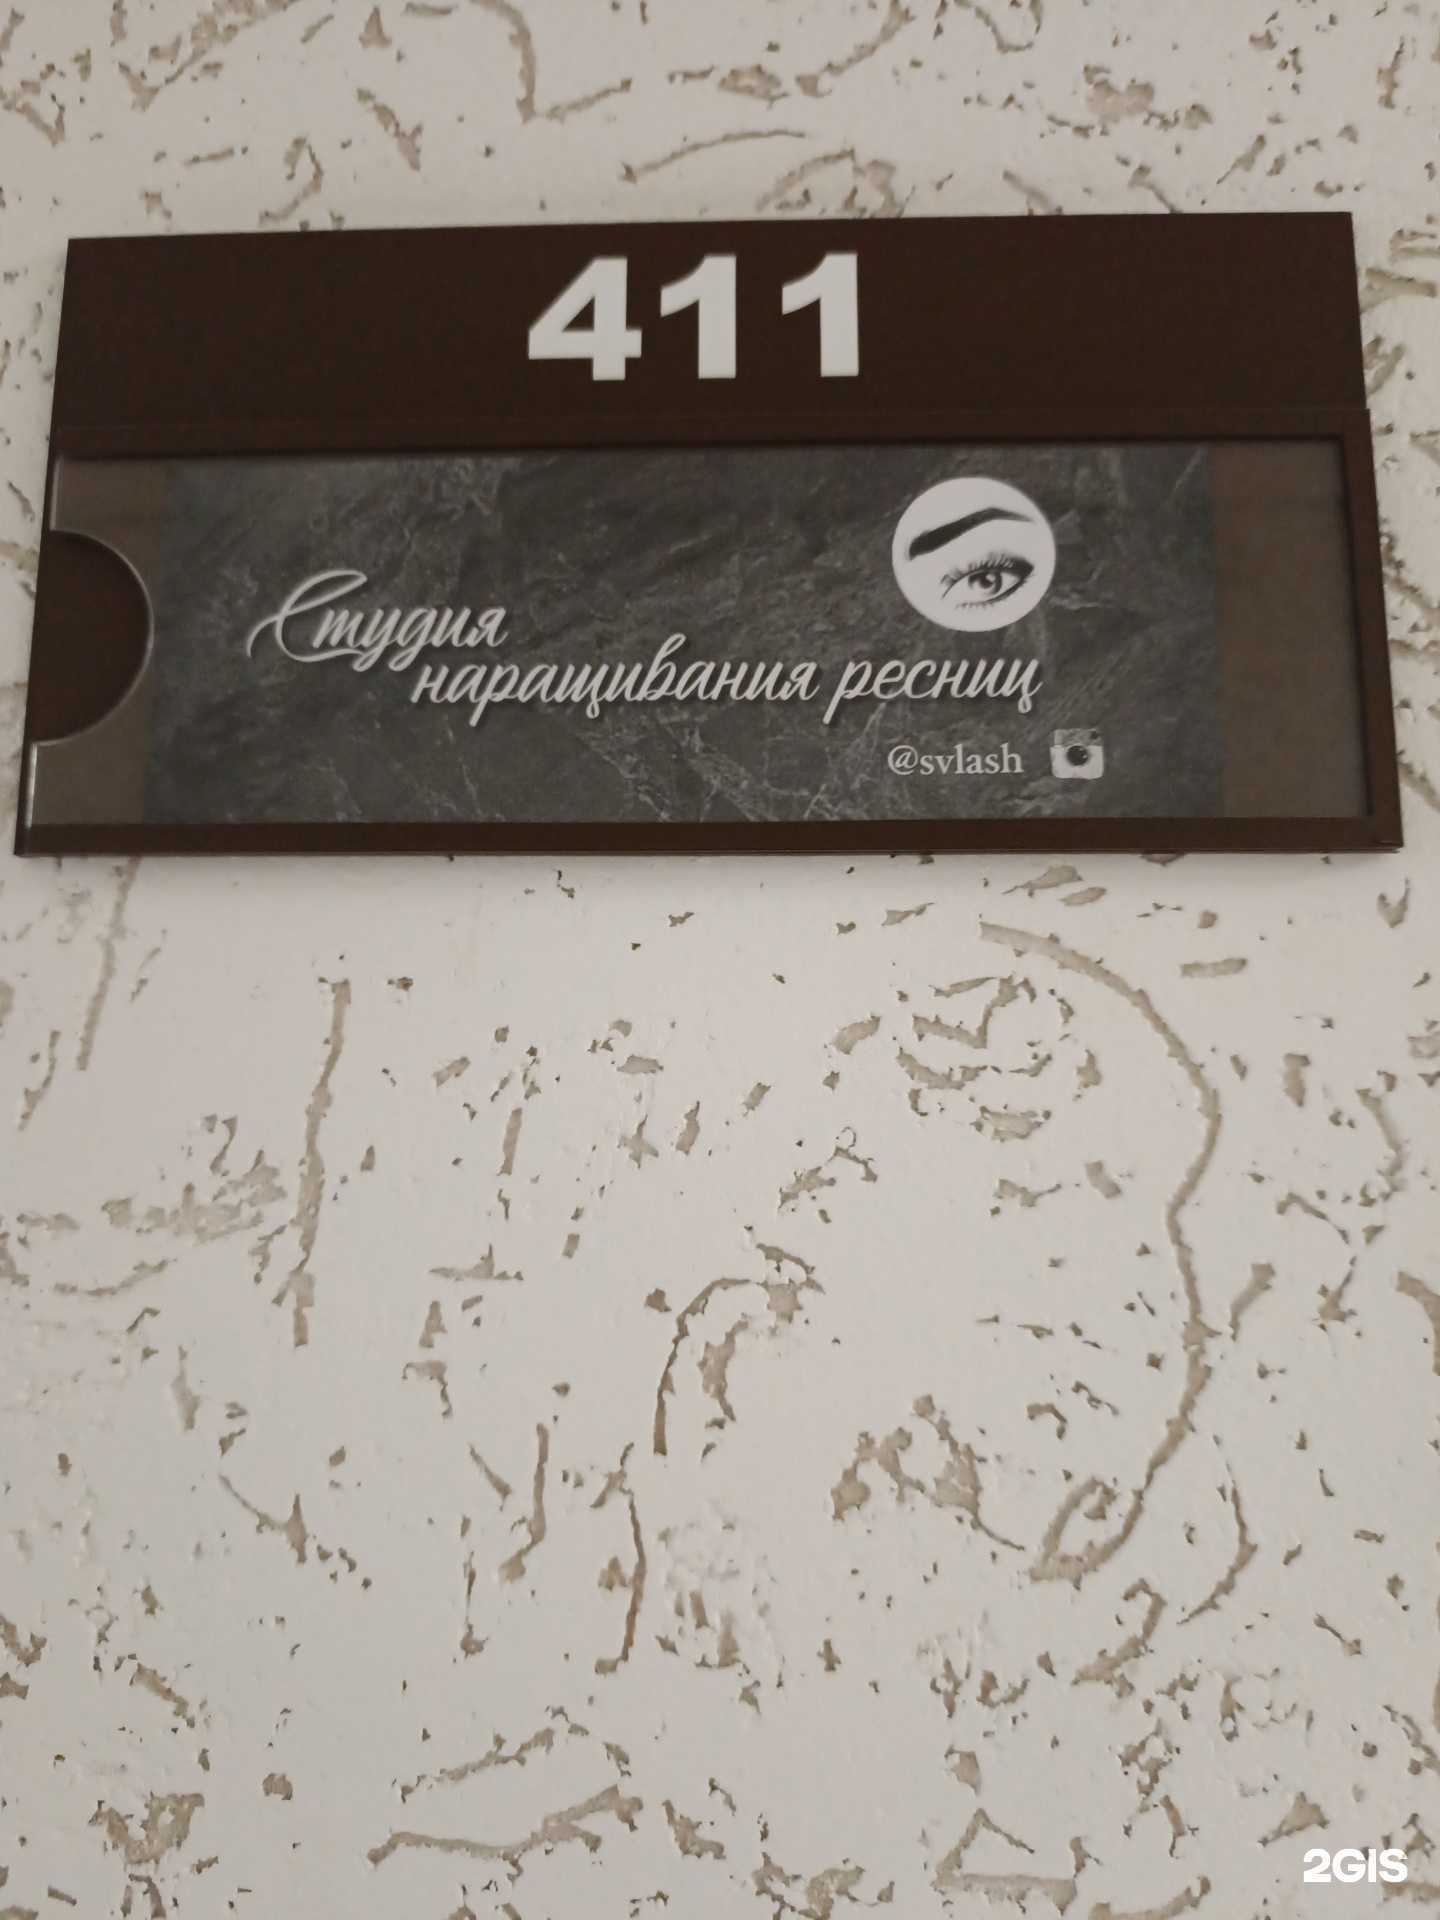 411
Студия
наращивания ресниц
@svlash
2GIS